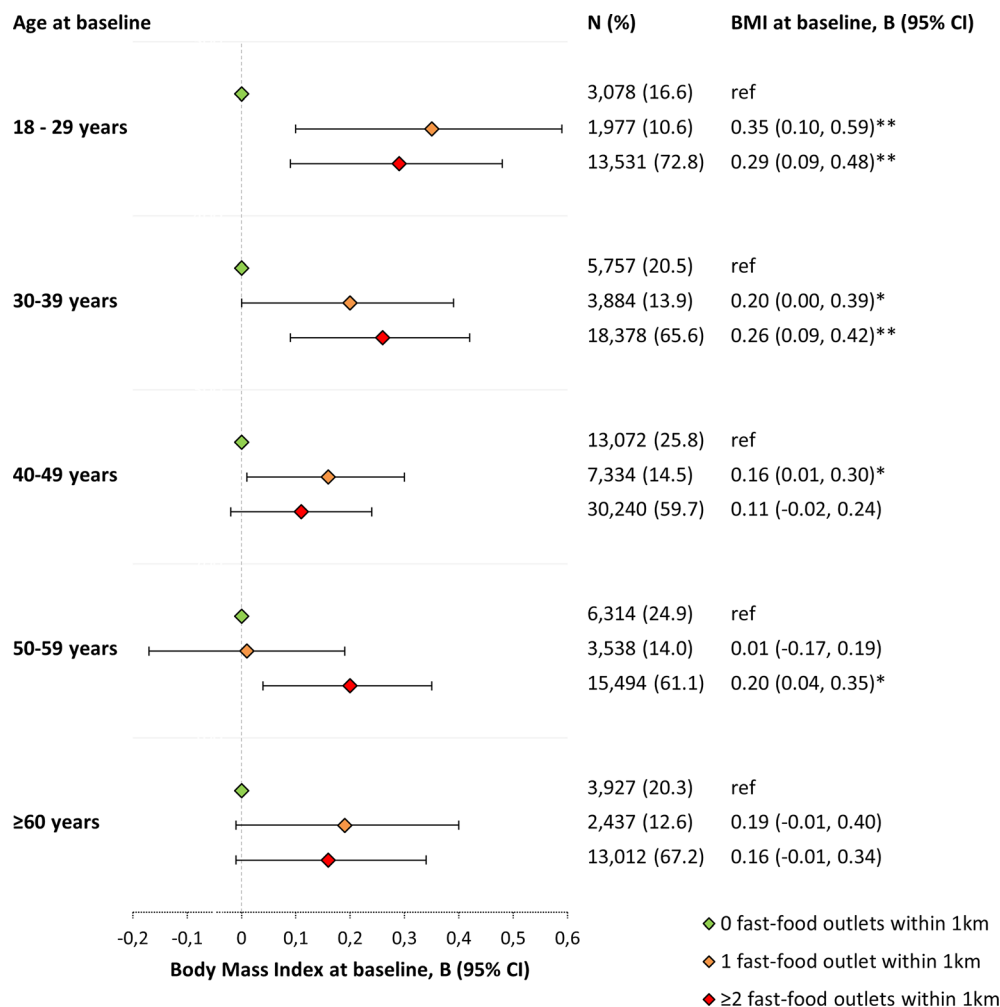 Age at baseline N (%) BMI at baseline, B (95% CI)
3,078 (16.6) ref
18 - 29 years 1,977 (10.6) 0.35 (0.10, 0.59)**
13,531 (72.8) 0.29 (0.09, 0.48)**
5,757 (20.5) ref
30-39 years 3,884 (13.9) 0.20 (0.00, 0.39)*
18,378 (65.6) 0.26 (0.09, 0.42)**
13,072 (25.8) ref
40-49 years 7,334 (14.5) 0.16 (0.01, 0.30)*
30,240 (59.7) 0.11 (-0.02, 0.24)
6,314 (24.9) ref
50-59 years 3,538 (14.0) 0.01 (-0.17, 0.19)
15,494 (61.1) 0.20 (0.04, 0.35)*
3,927 (20.3) ref
≥60 years 2,437 (12.6) 0.19 (-0.01, 0.40)
13,012 (67.2) 0.16 (-0.01, 0.34)
-0,2 -0,1 0 0,1 0,2 0,3 0,4 0,5 0,6
Body Mass Index at baseline, B (95% CI)
0 fast-food outlets within 1km
1 fast-food outlet within 1km
≥2 fast-food outlets within 1km